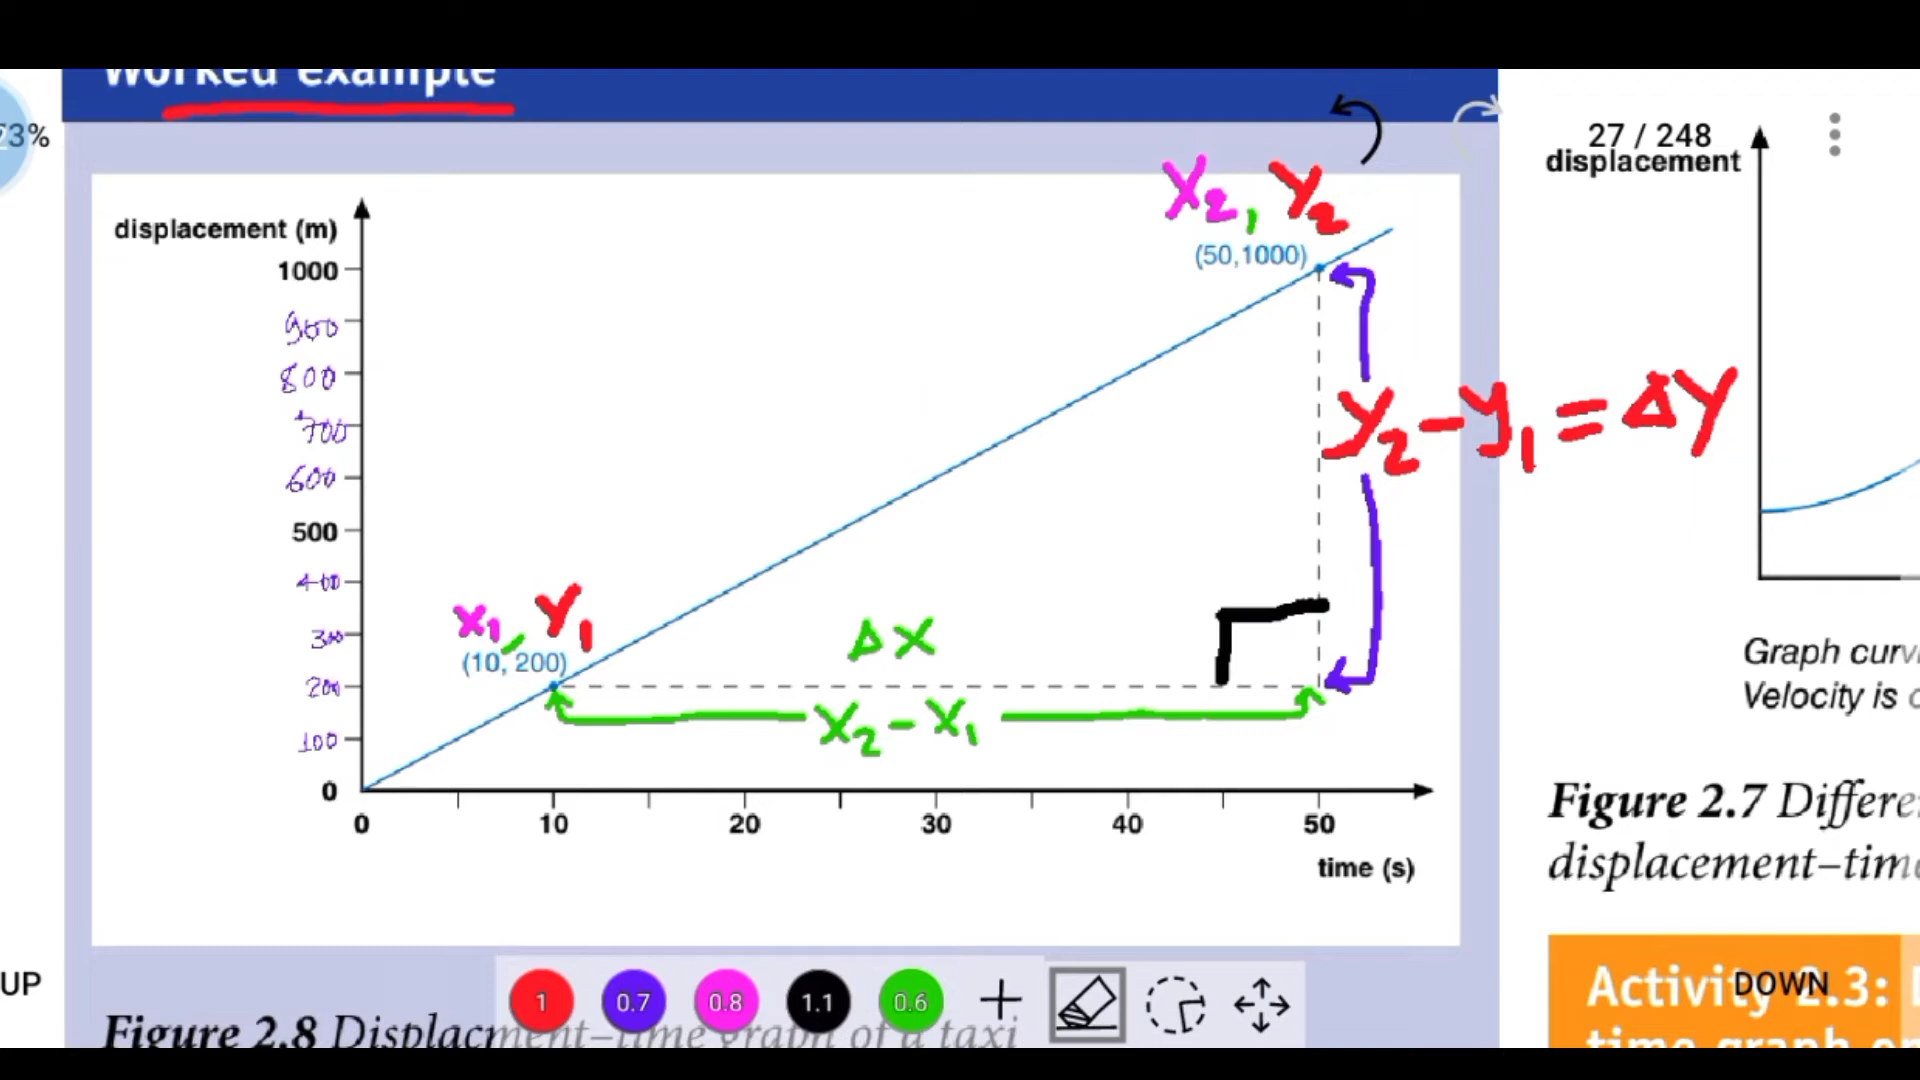 Worked example
73%
27 / 248
displacement
X2, Y2
displacement (m)
(50,1000)
1000
900
800
700
600
500
400
300
200
100
0
Y2 - Y1 = ΔY
X1, Y1
(10, 200)
ΔX
X2 - X1
0 10 20 30 40 50
time (s)
Graph curv
Velocity is c
Figure 2.7 Differe
displacement–tim
UP
1 0.7 0.8 1.1 0.6
DOWN
Activity 2.3:
time graph
Figure 2.8 Displacment–time graph of a taxi